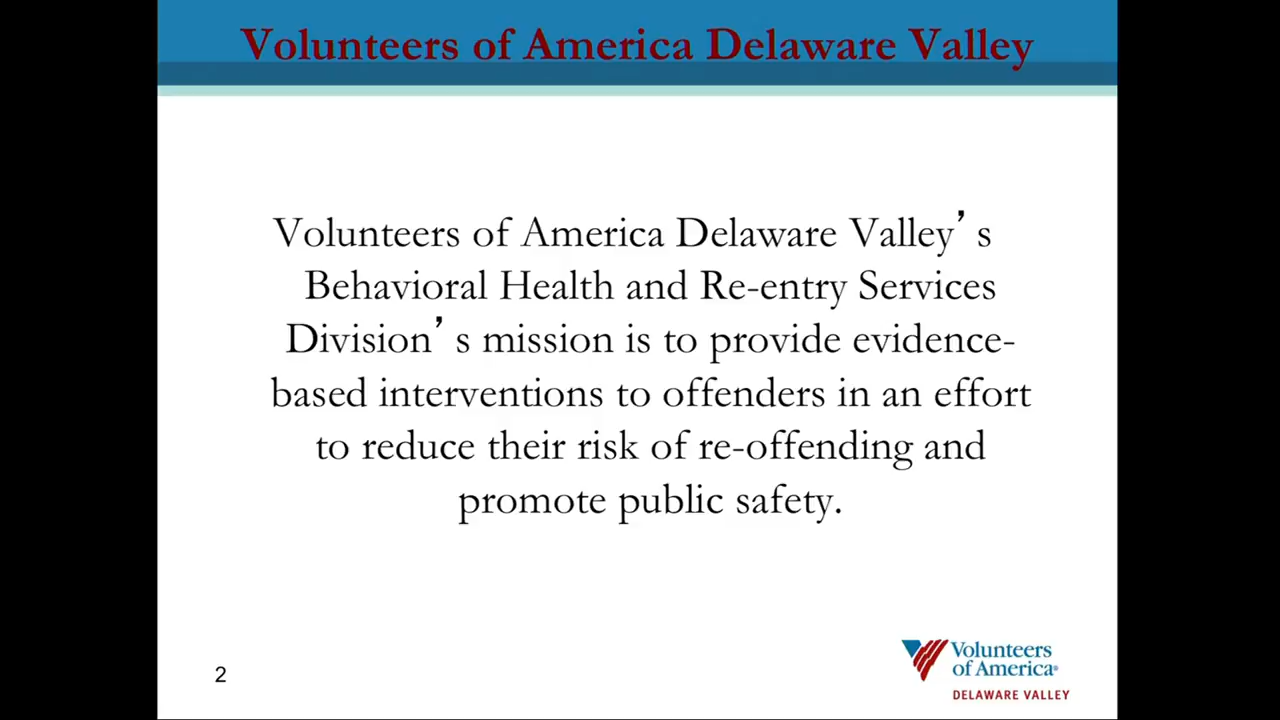 Volunteers of America Delaware Valley
Volunteers of America Delaware Valley’s
Behavioral Health and Re-entry Services
Division’s mission is to provide evidence-
based interventions to offenders in an effort
to reduce their risk of re-offending and
promote public safety.
2
Volunteers
of America®
DELAWARE VALLEY